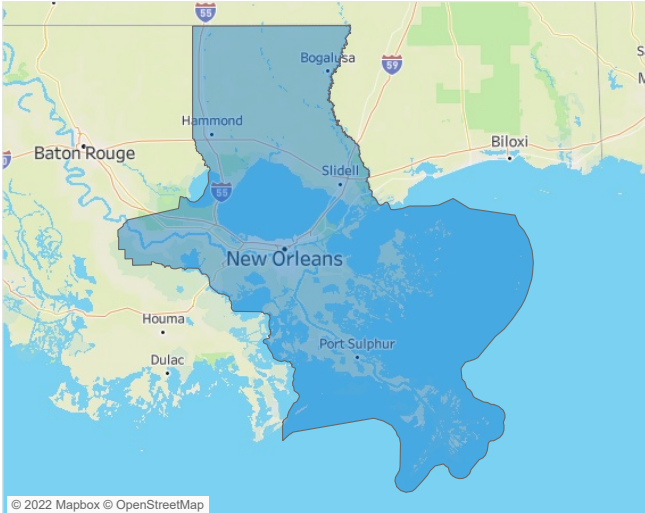 55
Bogalusa
59
S
Hammond
Biloxi
Baton Rouge
Slidell
55
New Orleans
Houma
Port Sulphur
Dulac
© 2022 Mapbox © OpenStreetMap